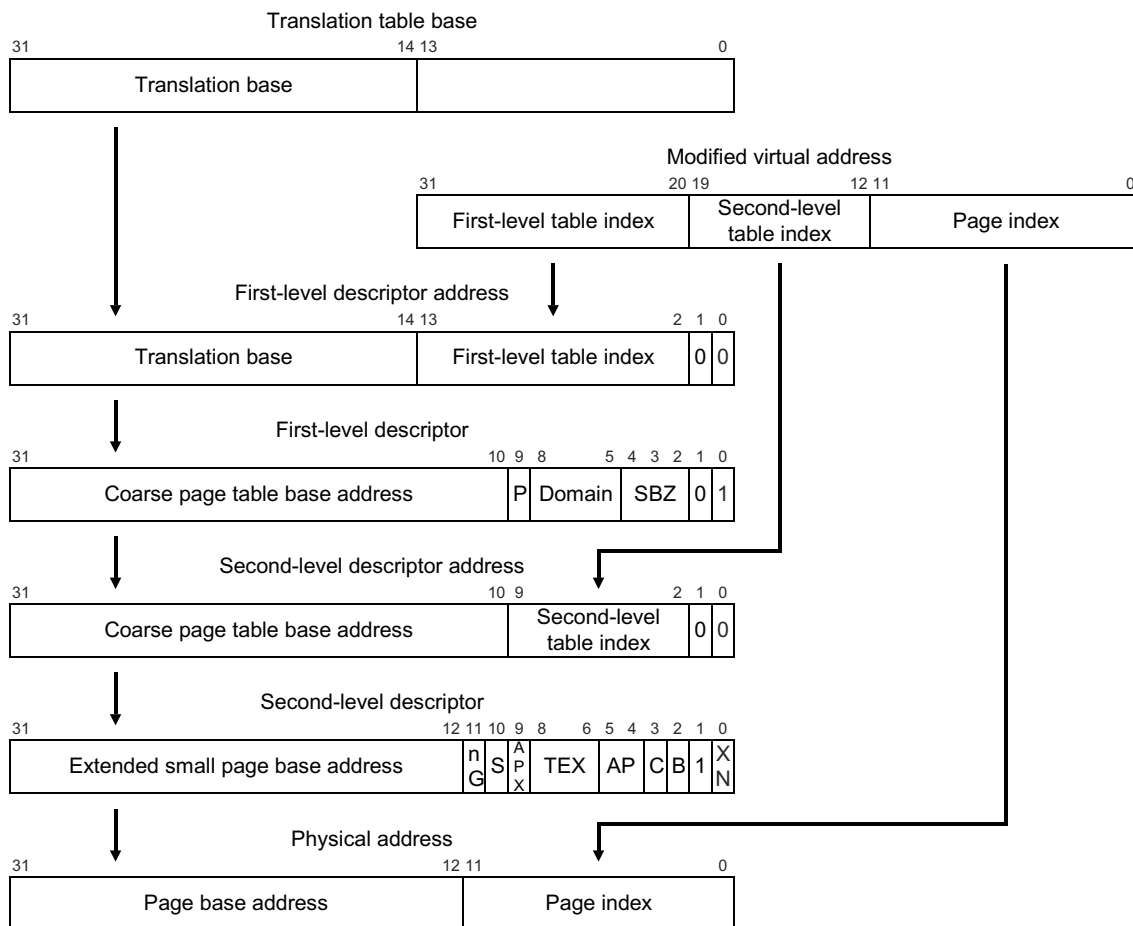 Translation table base
31 14 13 0
Translation base
Modified virtual address
31 20 19 12 11 0
First-level table index Second-level table index Page index
First-level descriptor address
31 14 13 2 1 0
Translation base First-level table index 0 0
First-level descriptor
31 10 9 8 5 4 3 2 1 0
Coarse page table base address P Domain SBZ 0 1
Second-level descriptor address
31 10 9 2 1 0
Coarse page table base address Second-level table index 0 0
Second-level descriptor
31 12 11 10 9 8 6 5 4 3 2 1 0
Extended small page base address nG S APX TEX AP C B 1 XN
Physical address
31 12 11 0
Page base address Page index